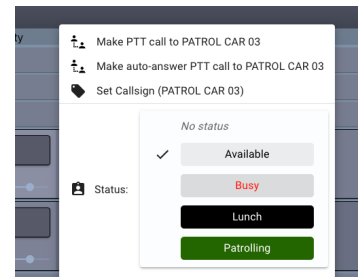 ty
Make PTT call to PATROL CAR 03
Make auto-answer PTT call to PATROL CAR 03
Set Callsign (PATROL CAR 03)
No status
Available
Status:
Busy
Lunch
Patrolling